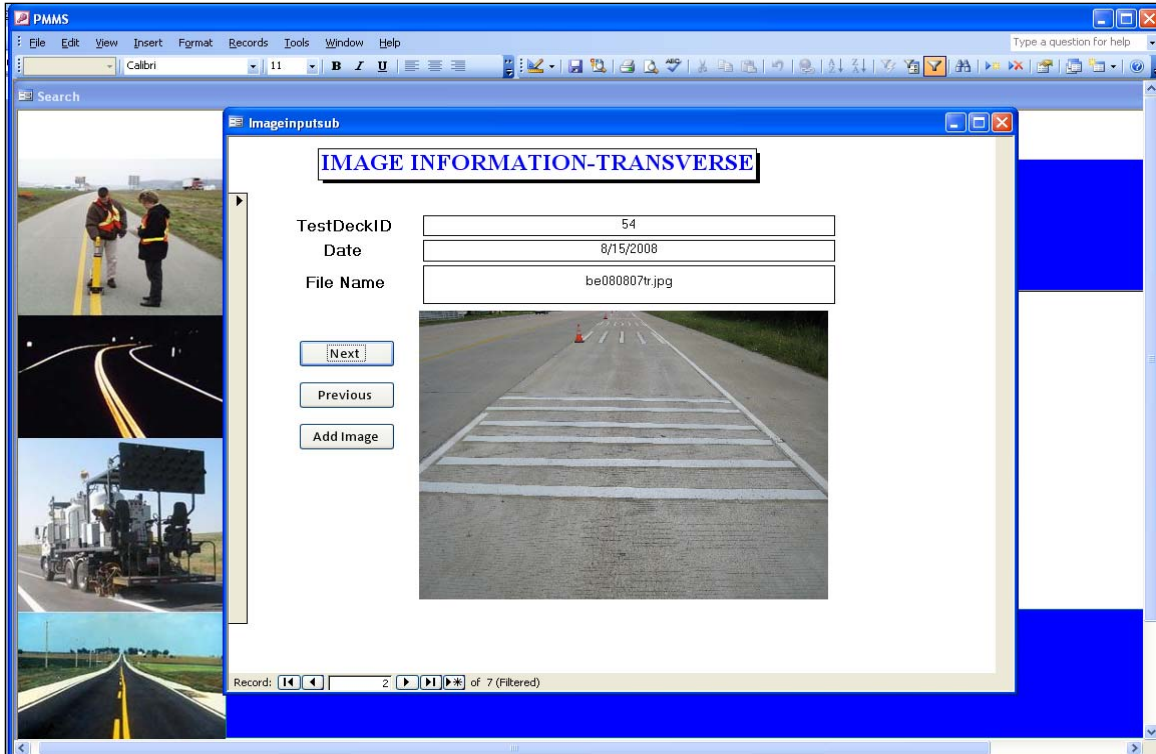 PMMS
File Edit View Insert Format Records Tools Window Help
Type a question for help
Calibri 11 B I U
Search
Imageinputsub
IMAGE INFORMATION-TRANSVERSE
TestDeckID 54
Date 8/15/2008
File Name be080807tr.jpg
Next
Previous
Add Image
Record: 2 of 7 (Filtered)